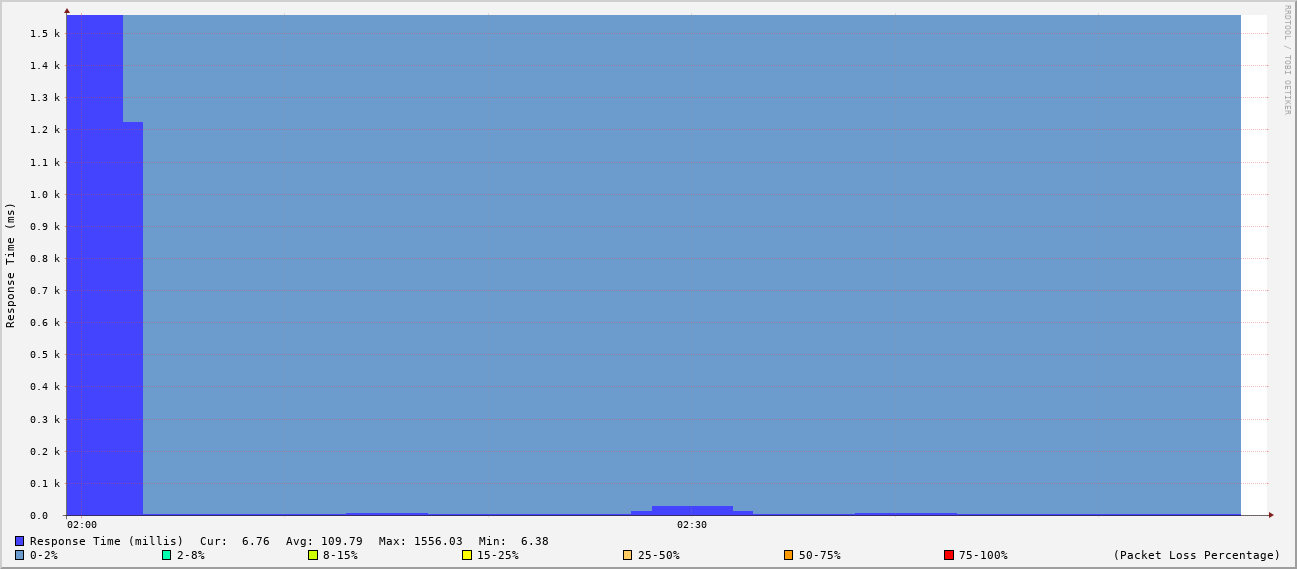 RRDTOOL / TOBI OETIKER
Response Time (ms)
1.5 k
1.4 k
1.3 k
1.2 k
1.1 k
1.0 k
0.9 k
0.8 k
0.7 k
0.6 k
0.5 k
0.4 k
0.3 k
0.2 k
0.1 k
0.0
02:00 02:30
Response Time (millis) Cur: 6.76 Avg: 109.79 Max: 1556.03 Min: 6.38
0-2% 2-8% 8-15% 15-25% 25-50% 50-75% 75-100% (Packet Loss Percentage)